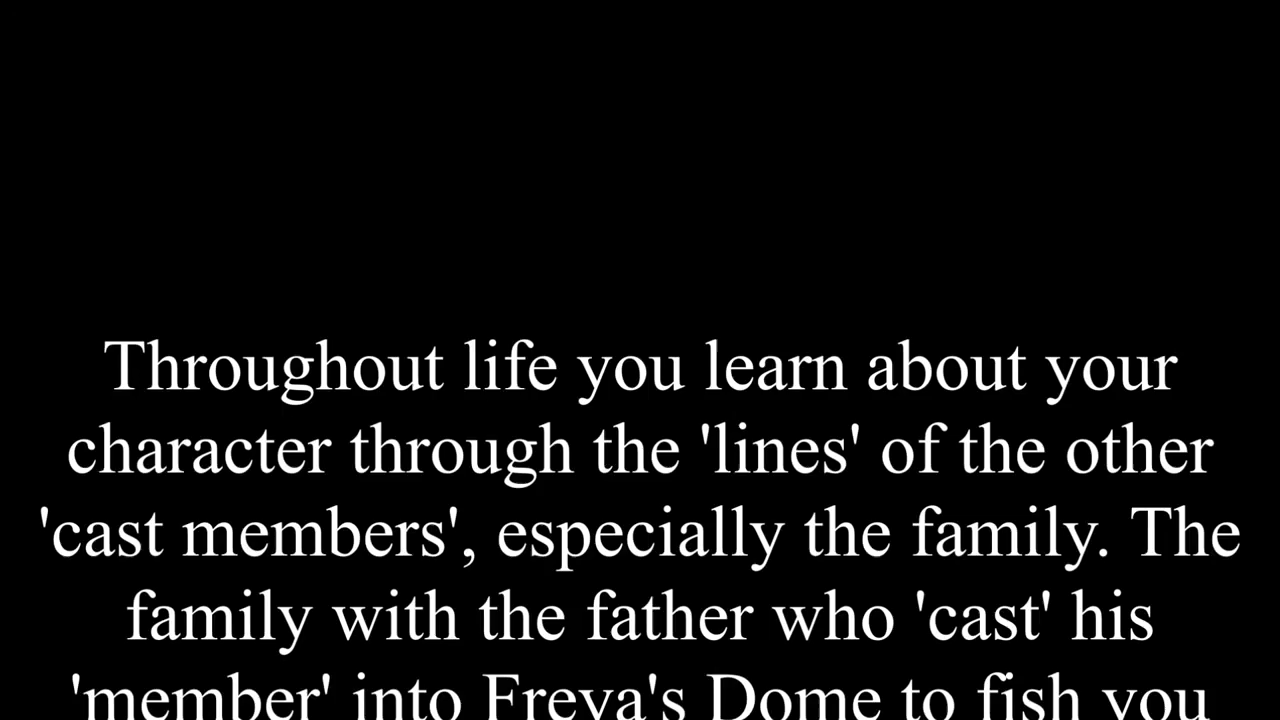 Throughout life you learn about your
character through the 'lines' of the other
'cast members', especially the family. The
family with the father who 'cast' his
'member' into Freya's Dome to fish you